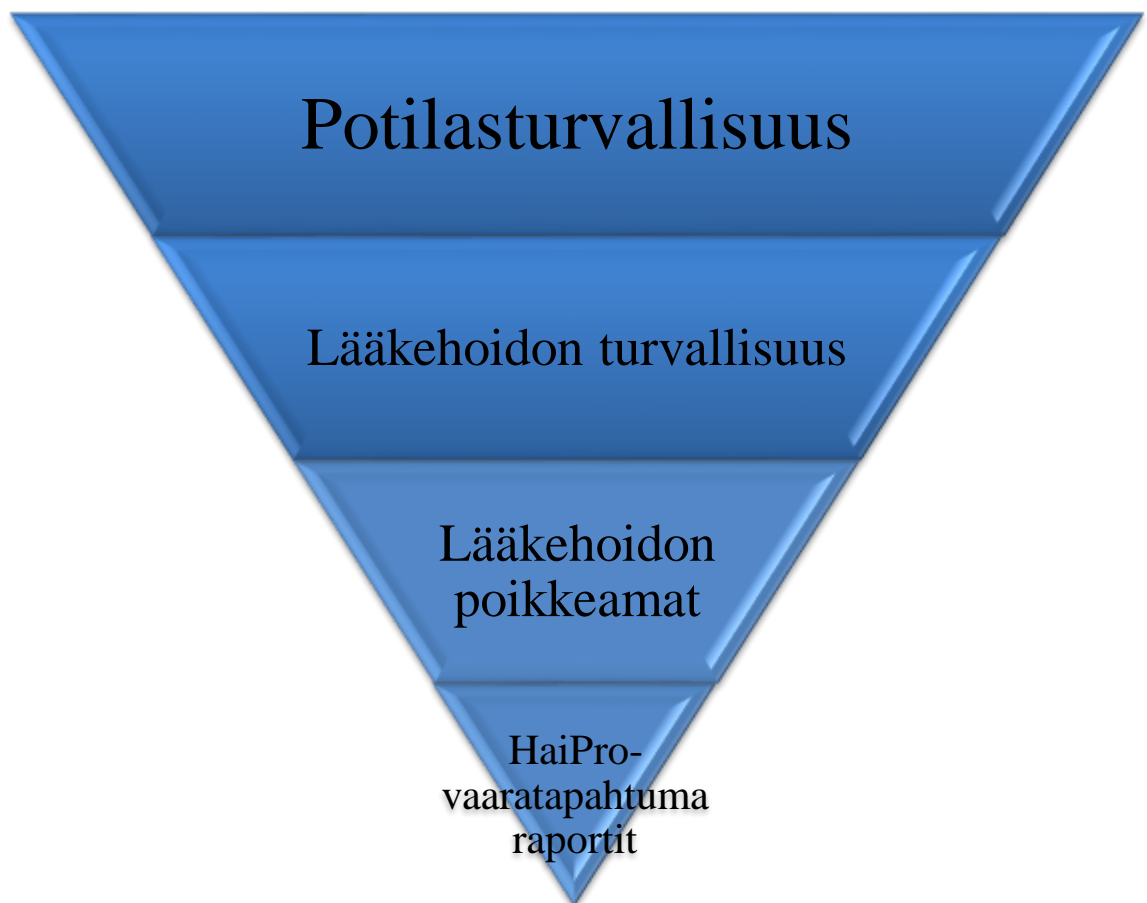 Potilasturvallisuus
Lääkehoidon turvallisuus
Lääkehoidon
poikkeamat
HaiPro-
vaaratapahtuma
raportit